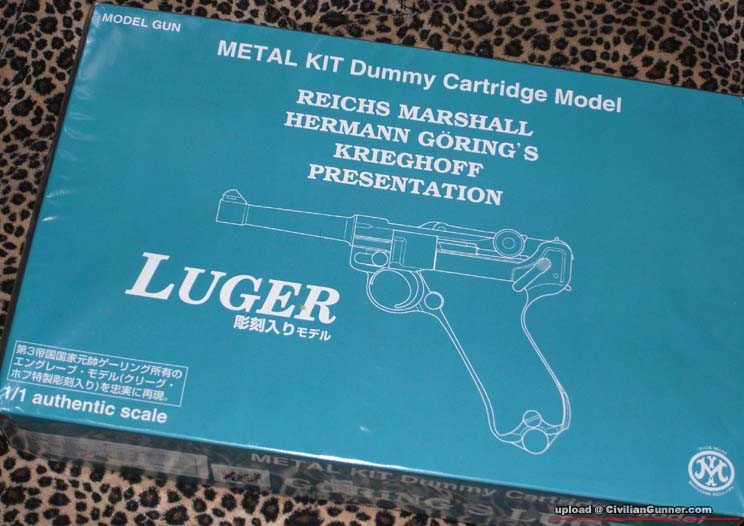 MODEL GUN
METAL KIT Dummy Cartridge Model
REICHS MARSHALL
HERMANN GÖRING'S
KRIEGHOFF
PRESENTATION
LUGER
彫刻入りモデル
第3帝国国家元帥ゲーリング所有の
エングレーブ・モデル(クリーグ・
ホフ特製彫刻入り)を忠実に再現。
1/1 authentic scale
METAL KIT Dummy Cartridge
GÖRING'S
upload @ CivilianGunner.com